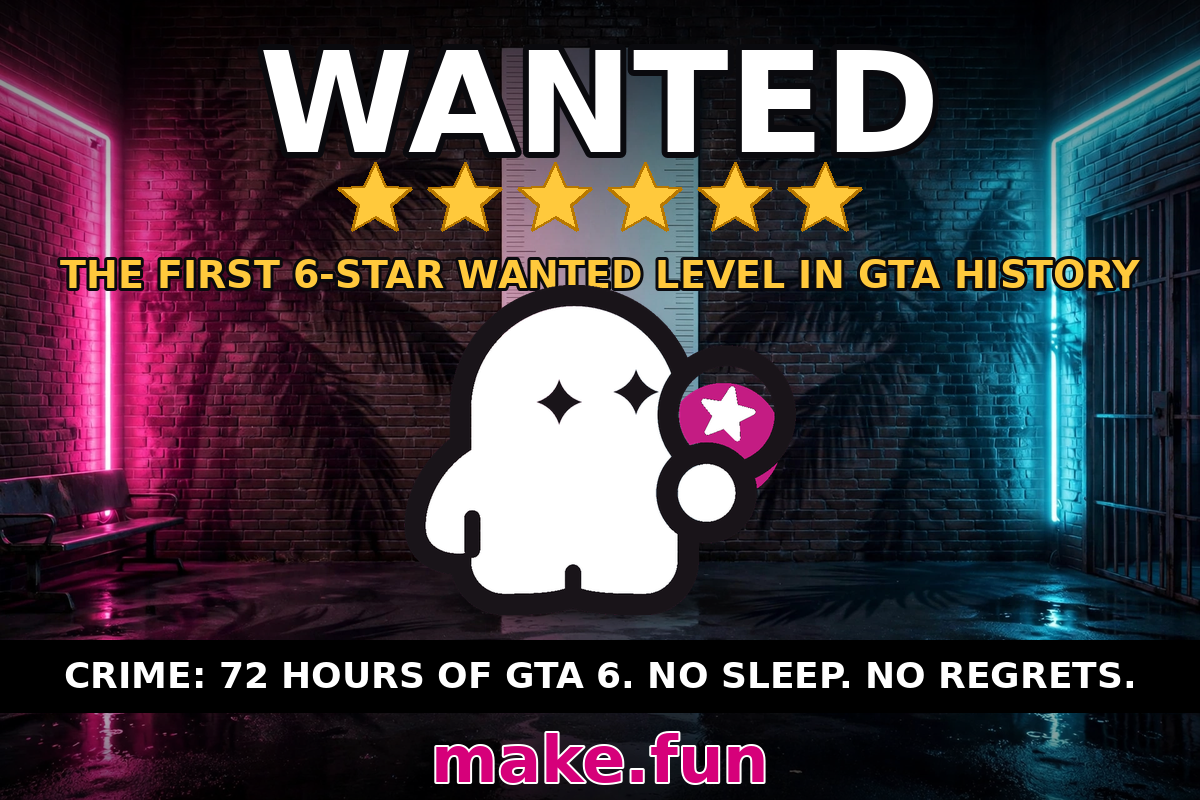 WANTED
THE FIRST 6-STAR WANTED LEVEL IN GTA HISTORY
CRIME: 72 HOURS OF GTA 6. NO SLEEP. NO REGRETS.
make.fun